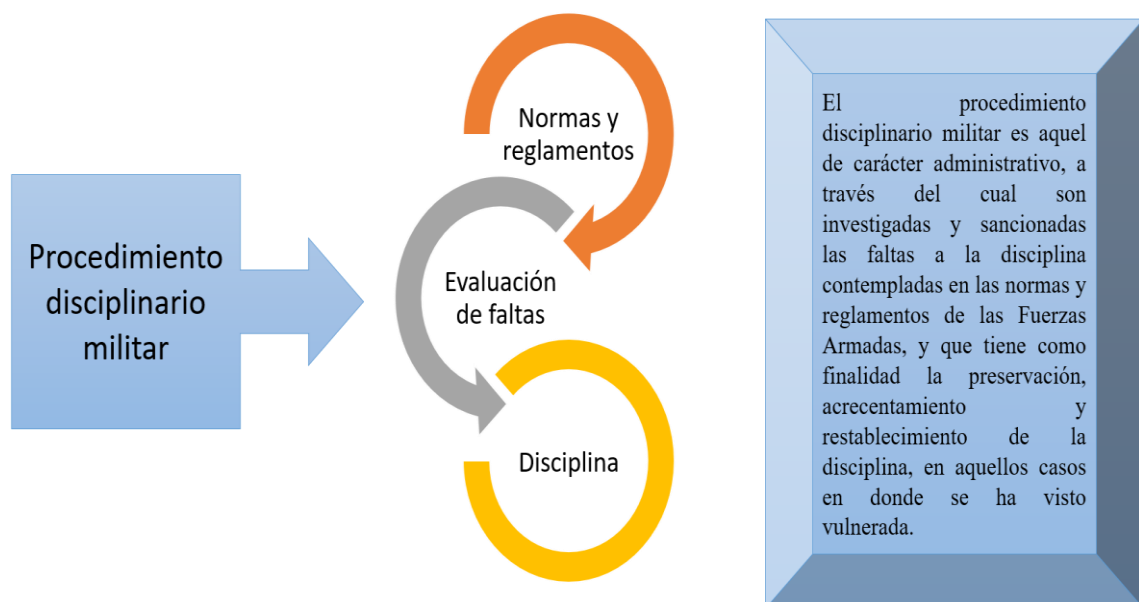 Procedimiento
disciplinario
militar
Normas y
reglamentos
Evaluación
de faltas
Disciplina
El procedimiento
disciplinario militar es aquel
de carácter administrativo, a
través del cual son
investigadas y sancionadas
las faltas a la disciplina
contempladas en las normas y
reglamentos de las Fuerzas
Armadas, y que tiene como
finalidad la preservación,
acrecentamiento y
restablecimiento de la
disciplina, en aquellos casos
en donde se ha visto
vulnerada.